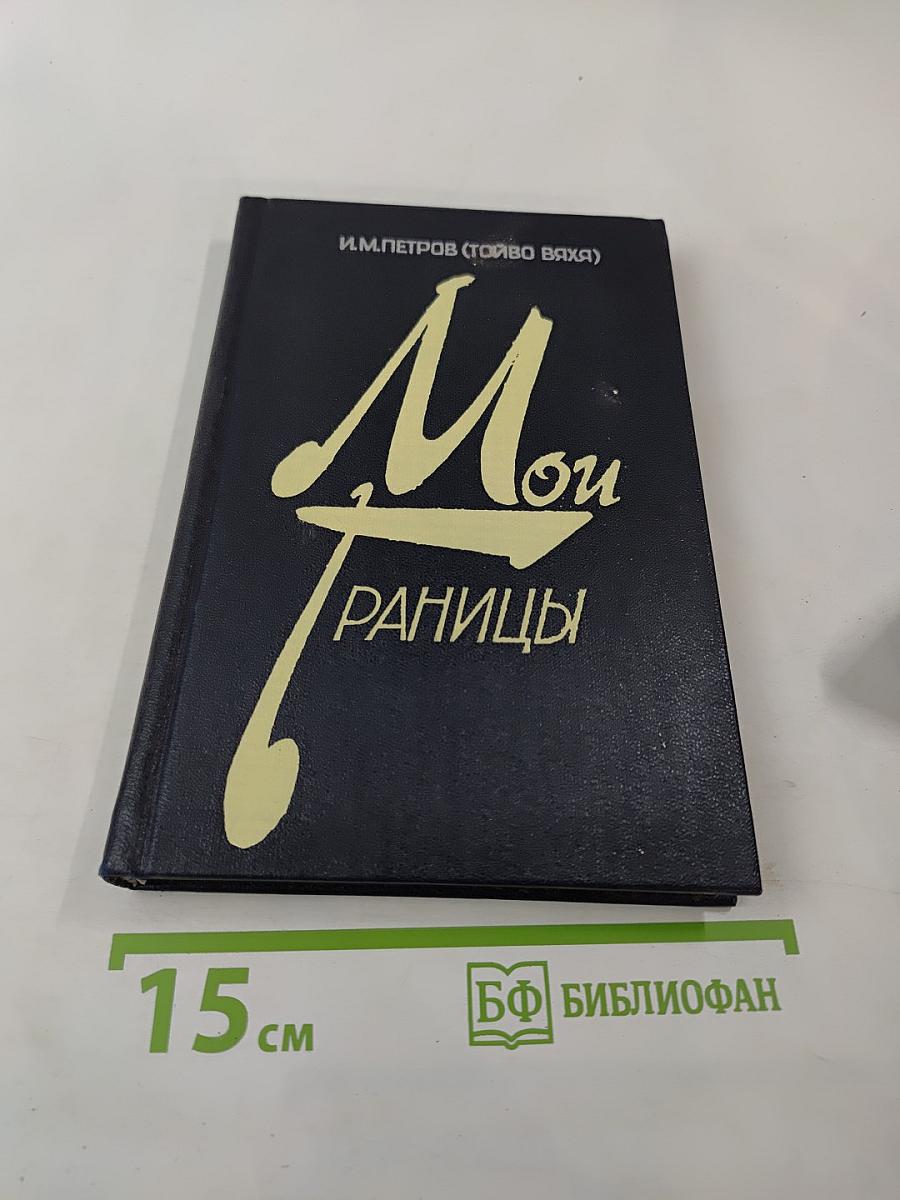 И.М.ПЕТРОВ (ТОЙВО ВЯХЯ)
Мои
ГРАНИЦЫ
15 см
БФ БИБЛИОФАН